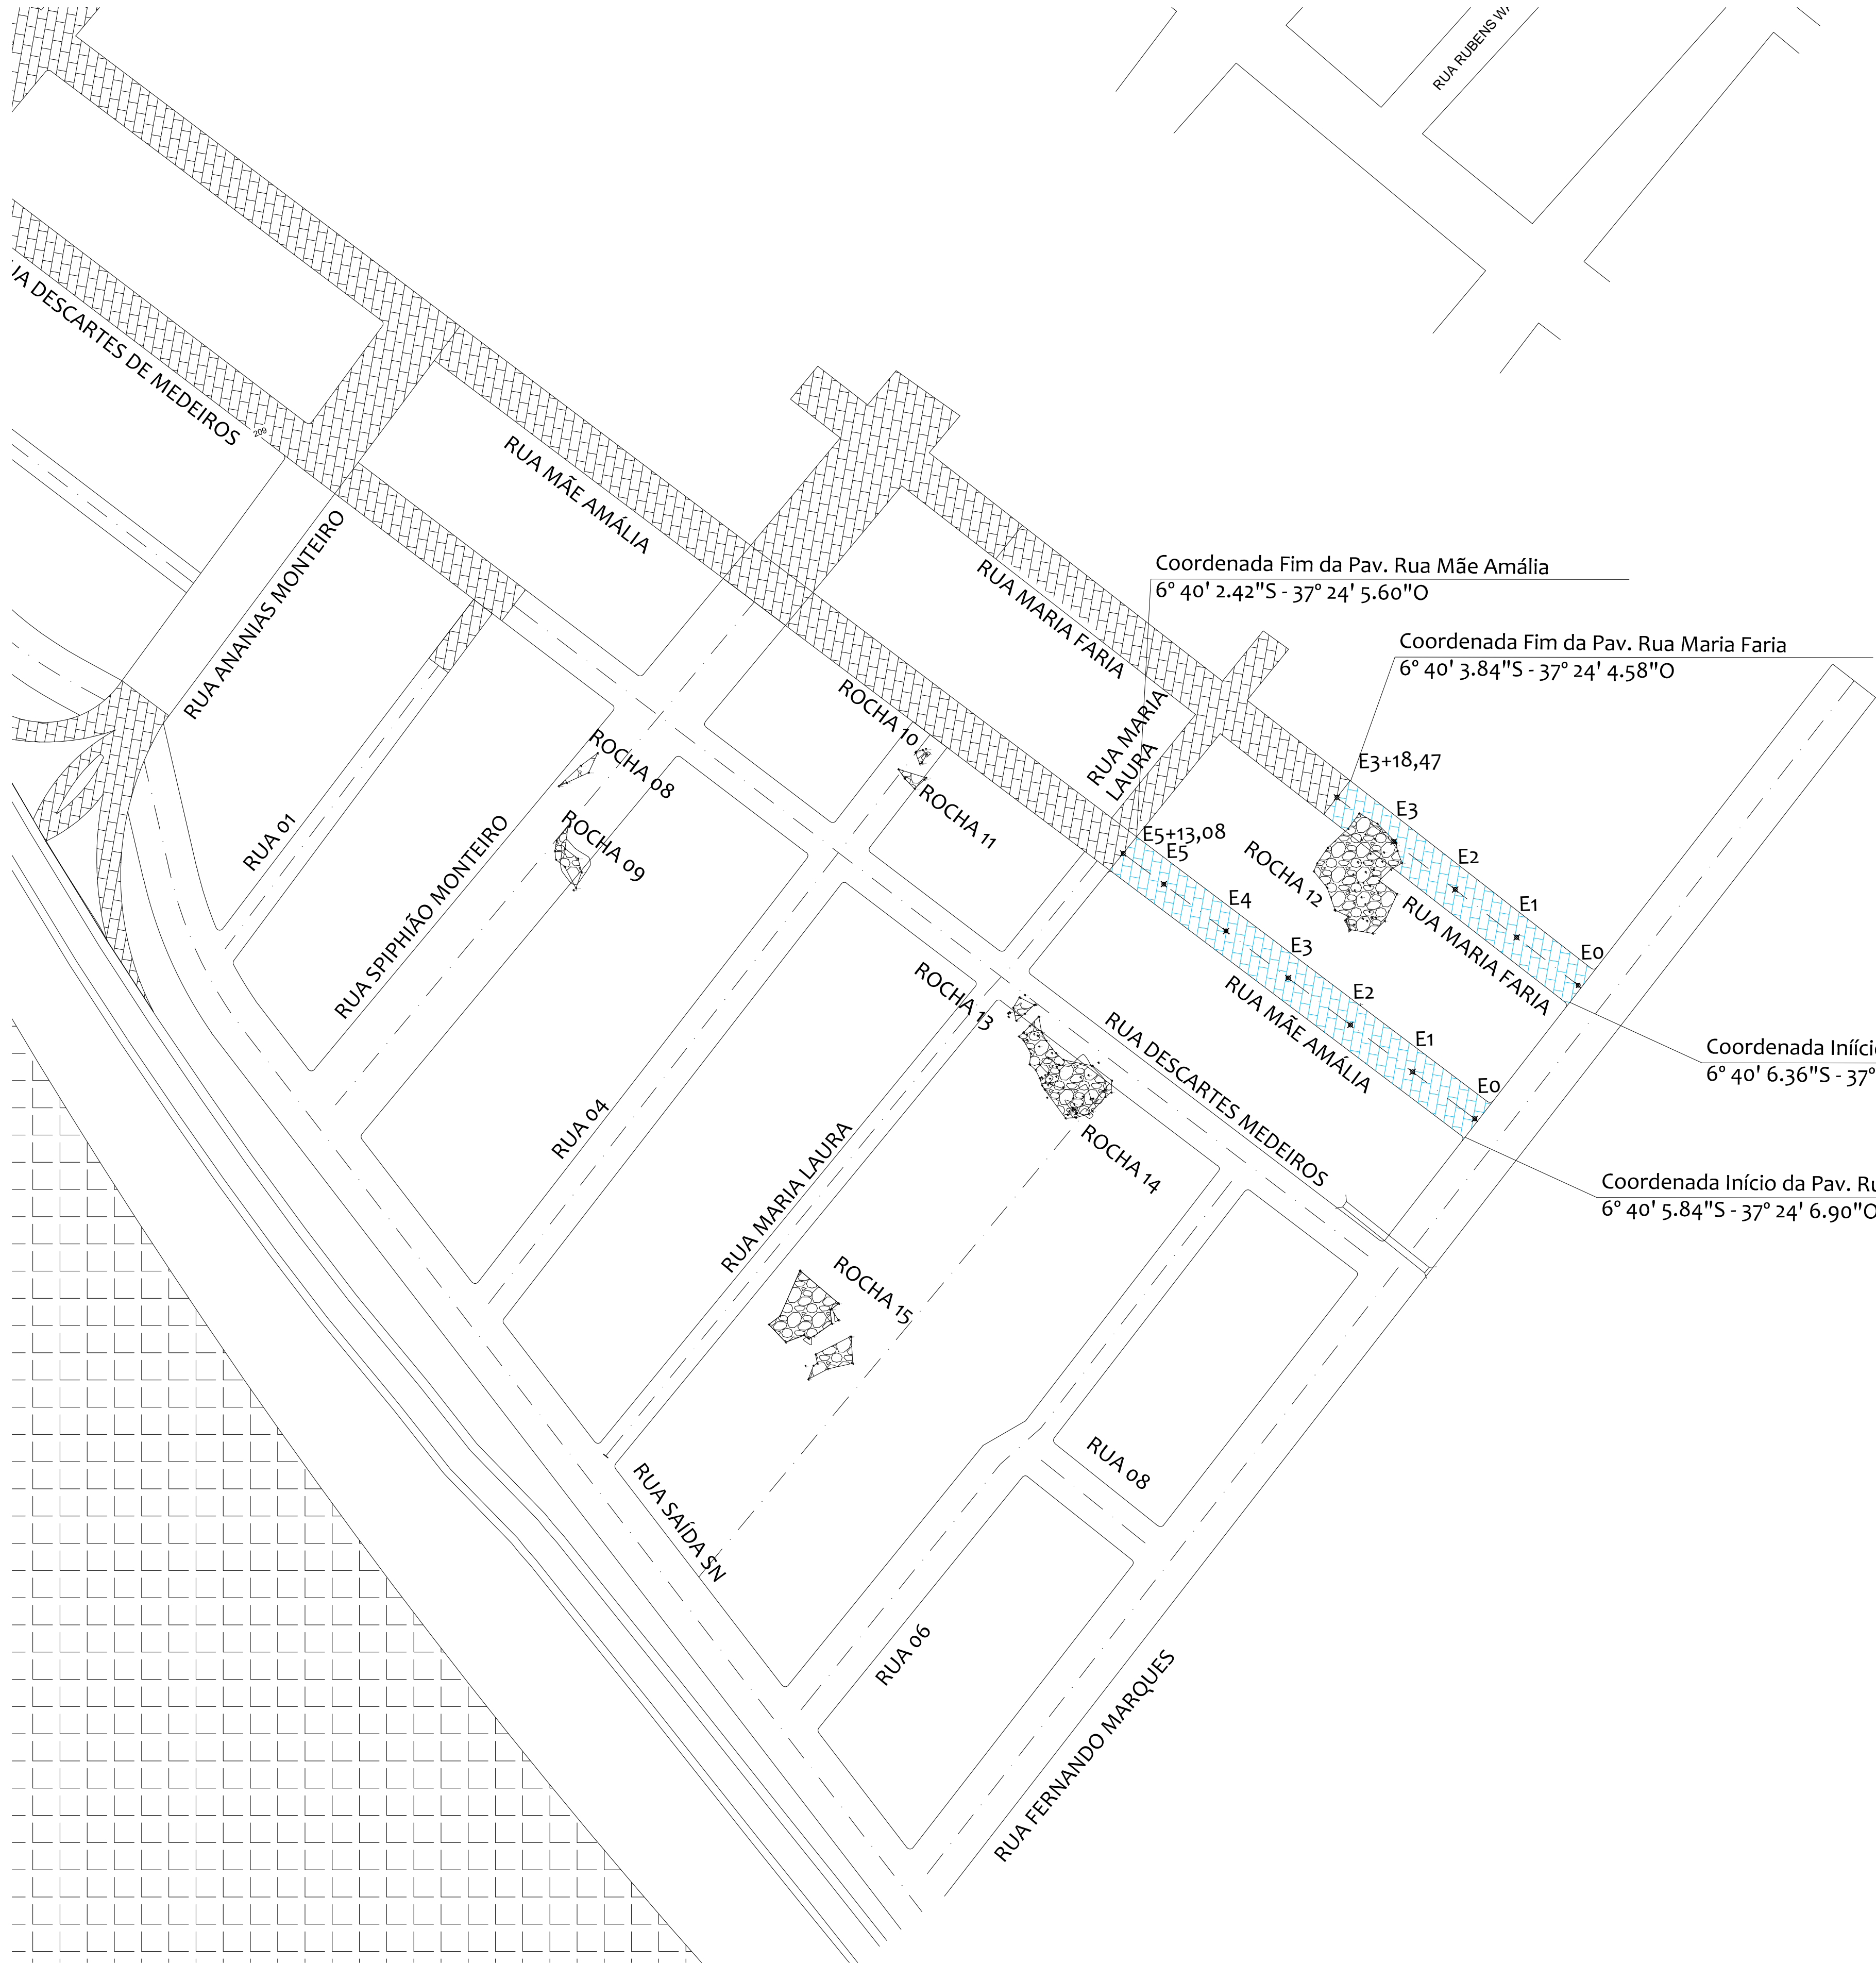 RUA RUBENS
DESCARTES DE MEDEIROS
209
RUA MÃE AMÁLIA
RUA ANANIAS MONTEIRO
Coordenada Fim da Pav. Rua Mãe Amália
6° 40' 2.42"S - 37° 24' 5.60"O
RUA MARIA FARIA
Coordenada Fim da Pav. Rua Maria Faria
6° 40' 3.84"S - 37° 24' 4.58"O
RUA MARIA
LAURA
ROCHA 10
ROCHA 08
ROCHA 11
ROCHA 09
RUA 01
RUA SPIPHIÃO MONTEIRO
E3+18,47
E3
E2
E1
E0
E5+13,08
E5
E4
E3
E2
E1
E0
ROCHA 12
RUA MARIA FARIA
RUA MÃE AMÁLIA
ROCHA 13
RUA DESCARTES MEDEIROS
Coordenada Iníício
6° 40' 6.36"S - 37°
ROCHA 14
RUA 04
RUA MARIA LAURA
Coordenada Início da Pav.
6° 40' 5.84"S - 37° 24' 6.90"O
ROCHA 15
RUA 08
RUA SAÍDA SN
RUA 06
RUA FERNANDO MARQUES